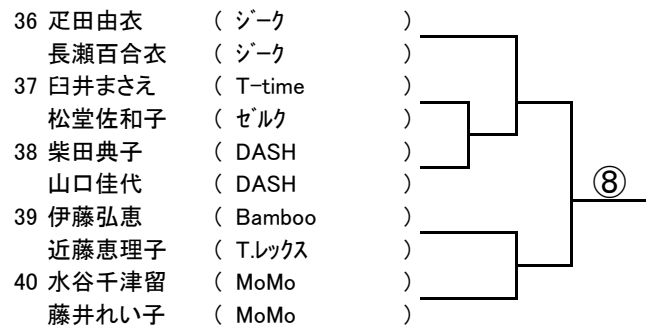 36 疋田由衣 ( ジーク )
長瀬百合衣 ( ジーク )
37 臼井まさえ ( T-time )
松堂佐和子 ( ゼルク )
38 柴田典子 ( DASH )
山口佳代 ( DASH )
⑧
39 伊藤弘恵 ( Bamboo )
近藤恵理子 ( T.レックス )
40 水谷千津留 ( MoMo )
藤井れい子 ( MoMo )